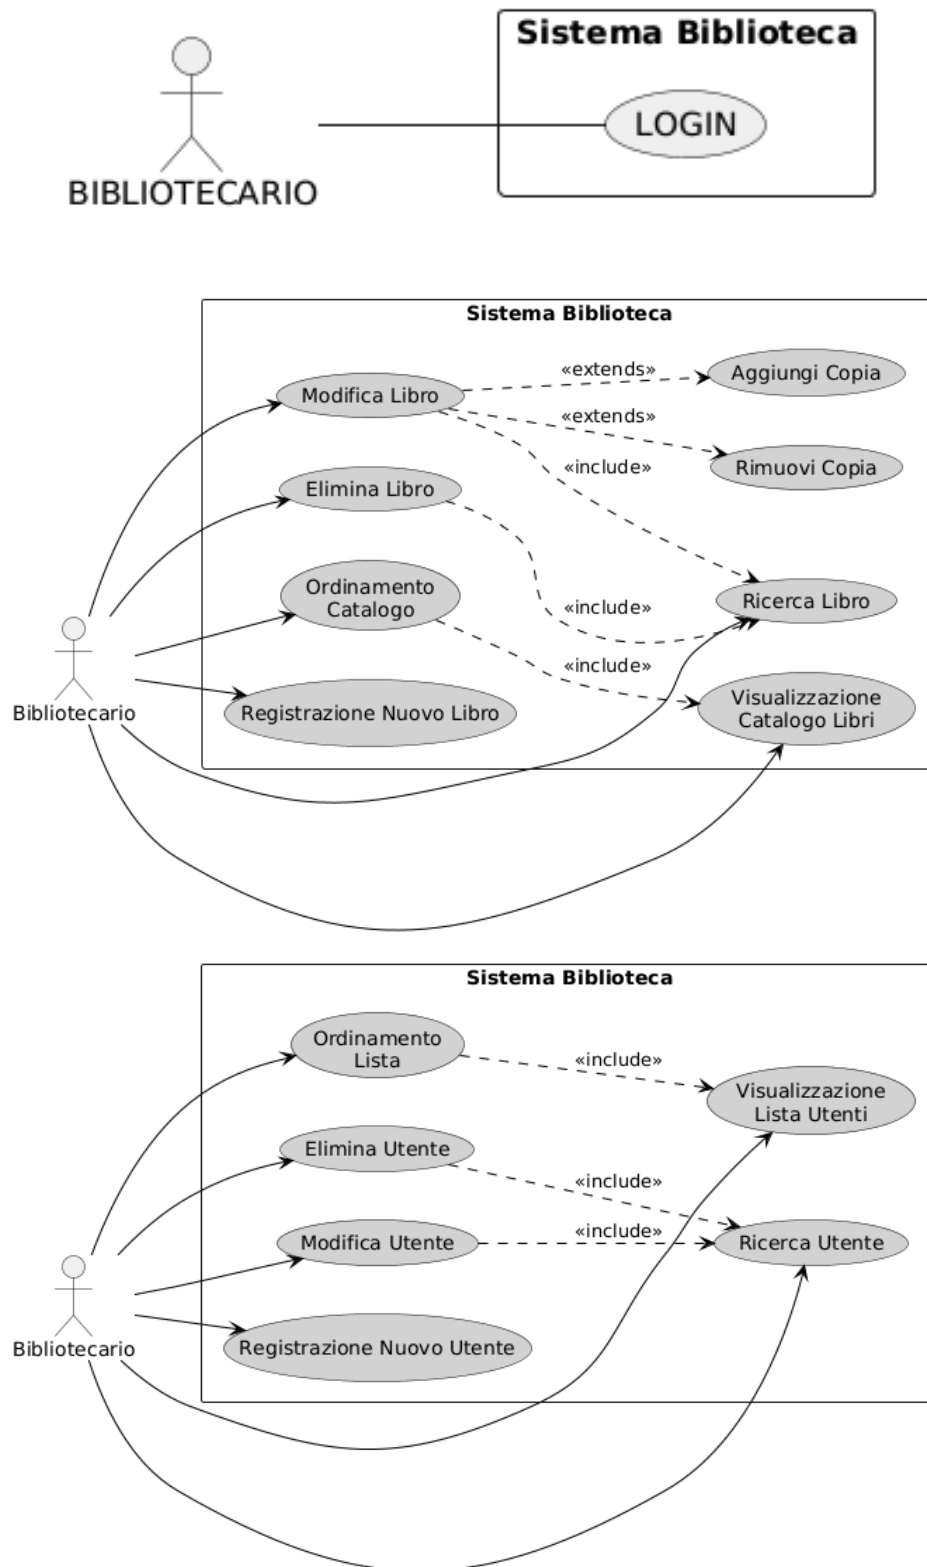 Sistema Biblioteca
LOGIN
BIBLIOTECARIO
Sistema Biblioteca
«extends»
Aggiungi Copia
Modifica Libro
«extends»
«include»
Rimuovi Copia
Elimina Libro
Ordinamento
Catalogo
«include»
Ricerca Libro
«include»
Visualizzazione
Catalogo Libri
Registrazione Nuovo Libro
Bibliotecario
Sistema Biblioteca
Ordinamento
Lista
«include»
Visualizzazione
Lista Utenti
Elimina Utente
«include»
Modifica Utente
«include»
Ricerca Utente
Registrazione Nuovo Utente
Bibliotecario